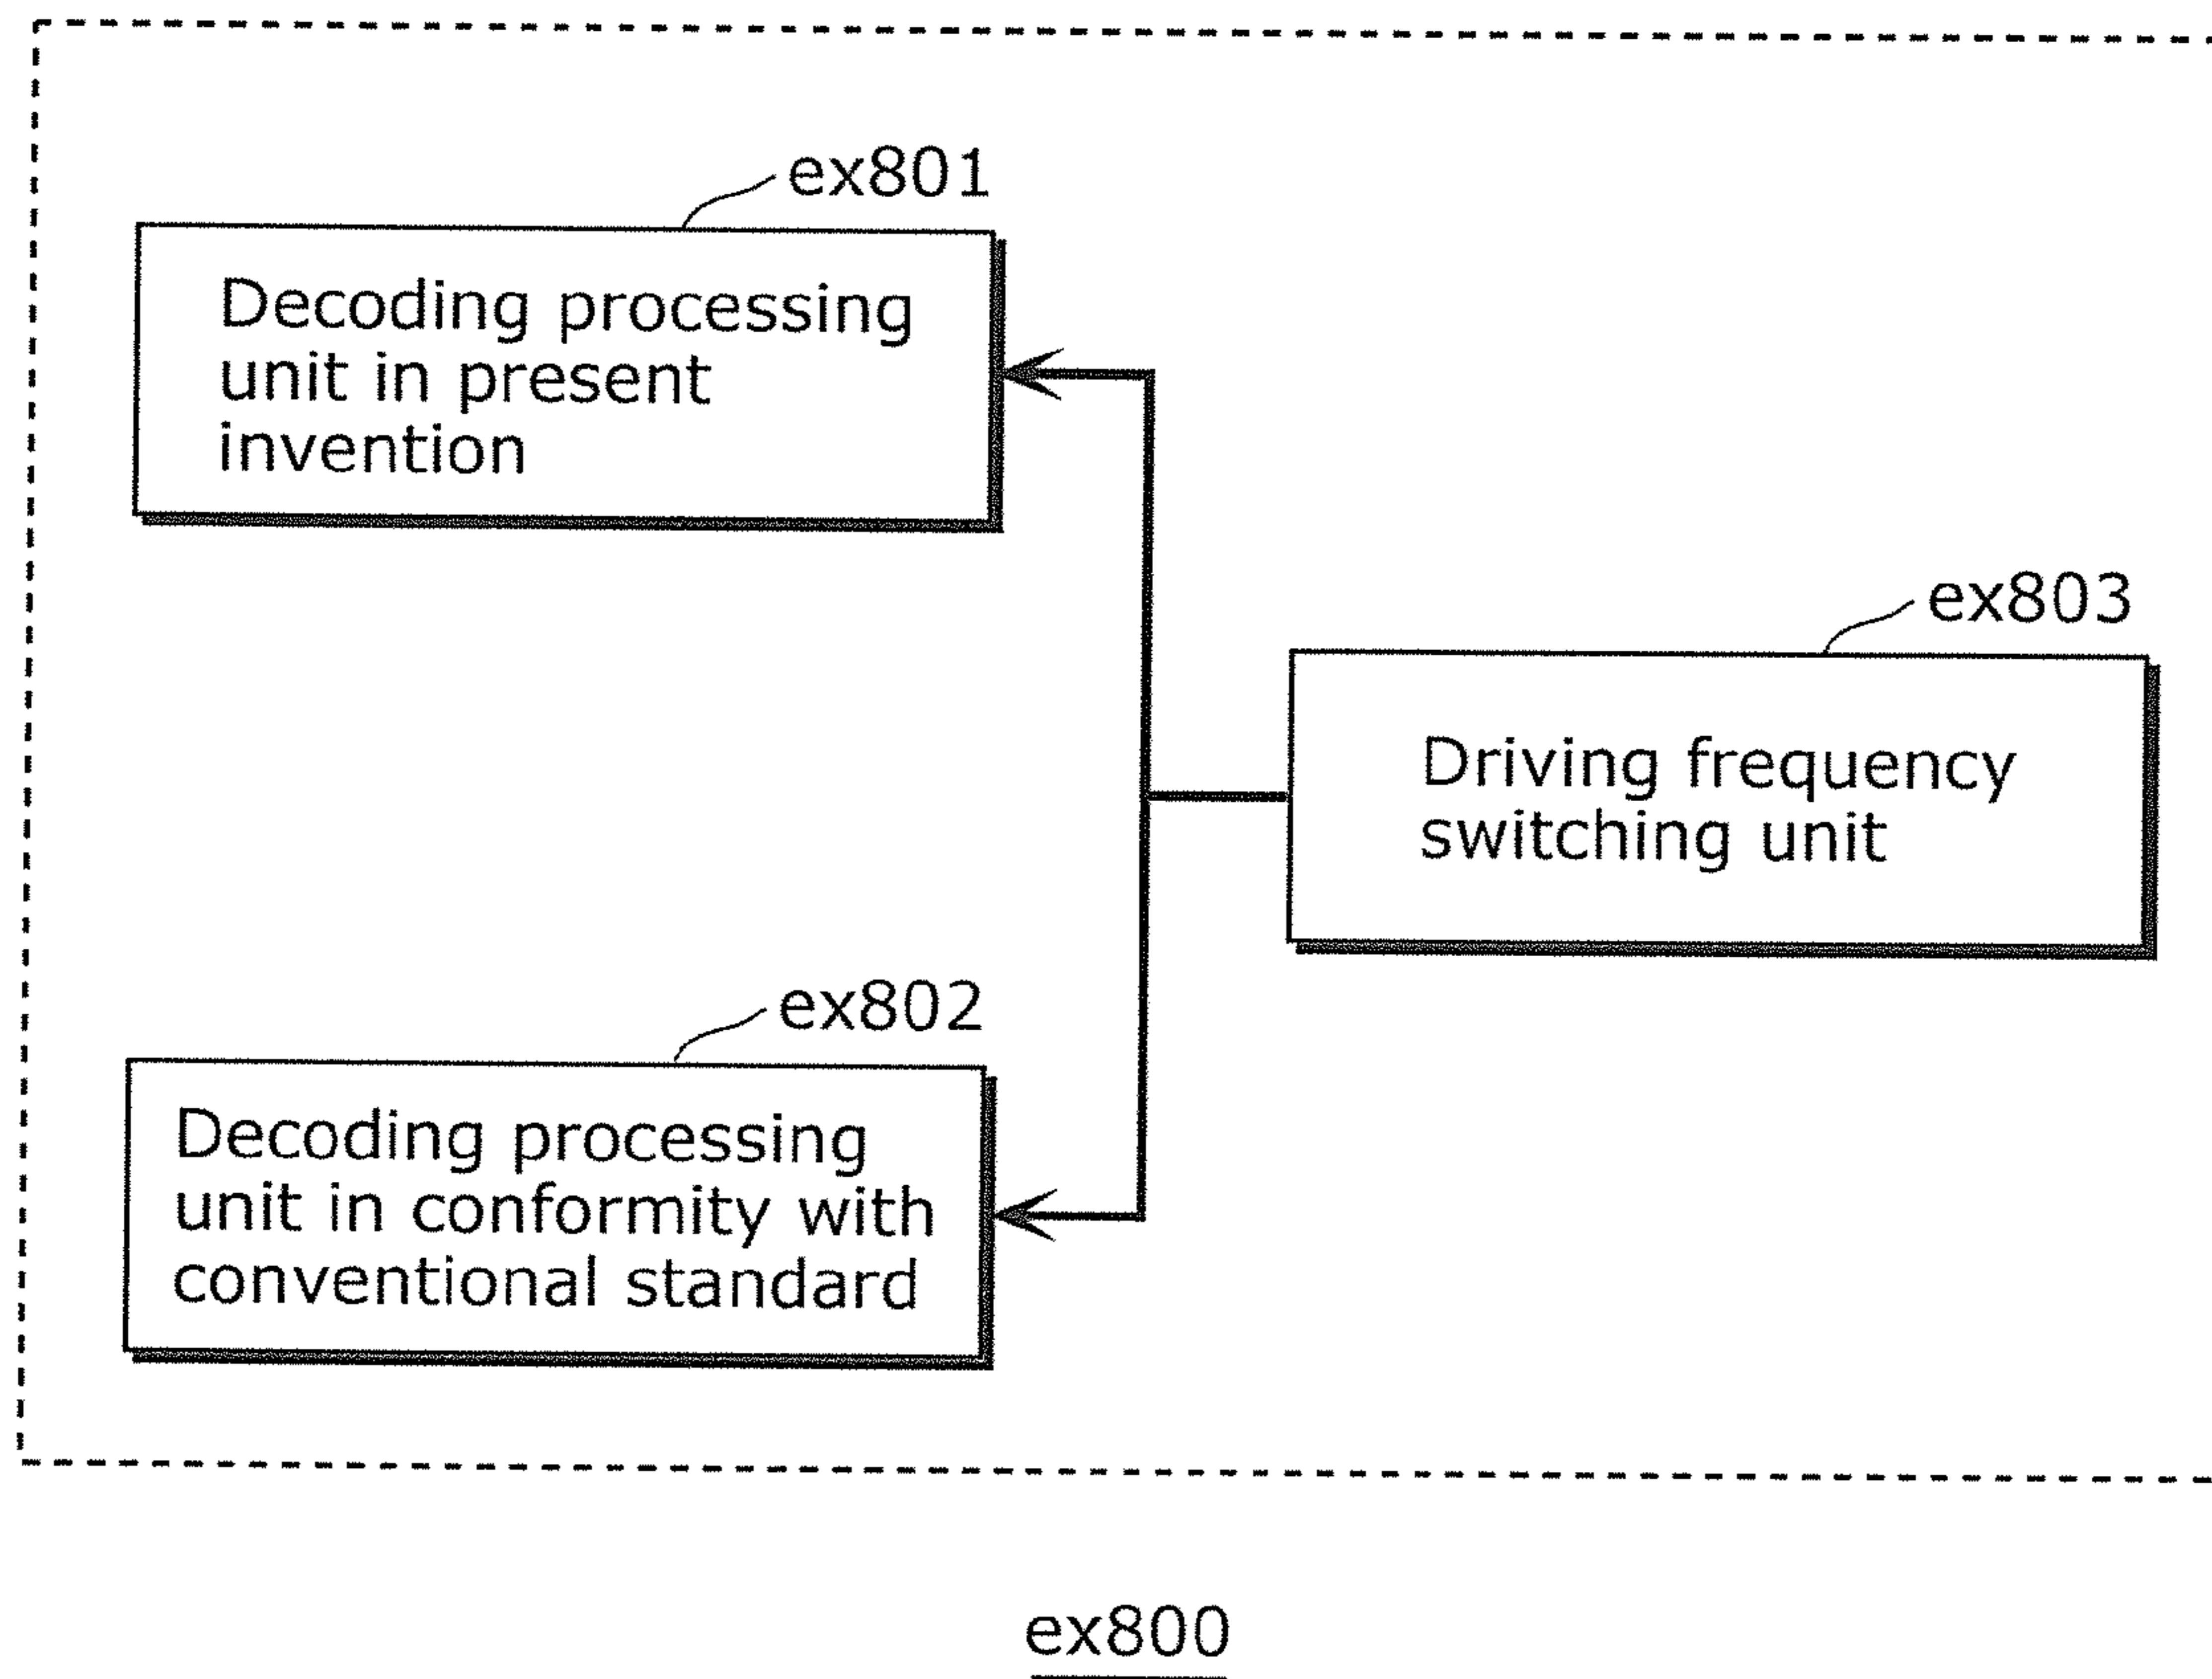 ex801
Decoding processing
unit in present
invention
ex803
Driving frequency
switching unit
ex802
Decoding processing
unit in conformity with
conventional standard
ex800